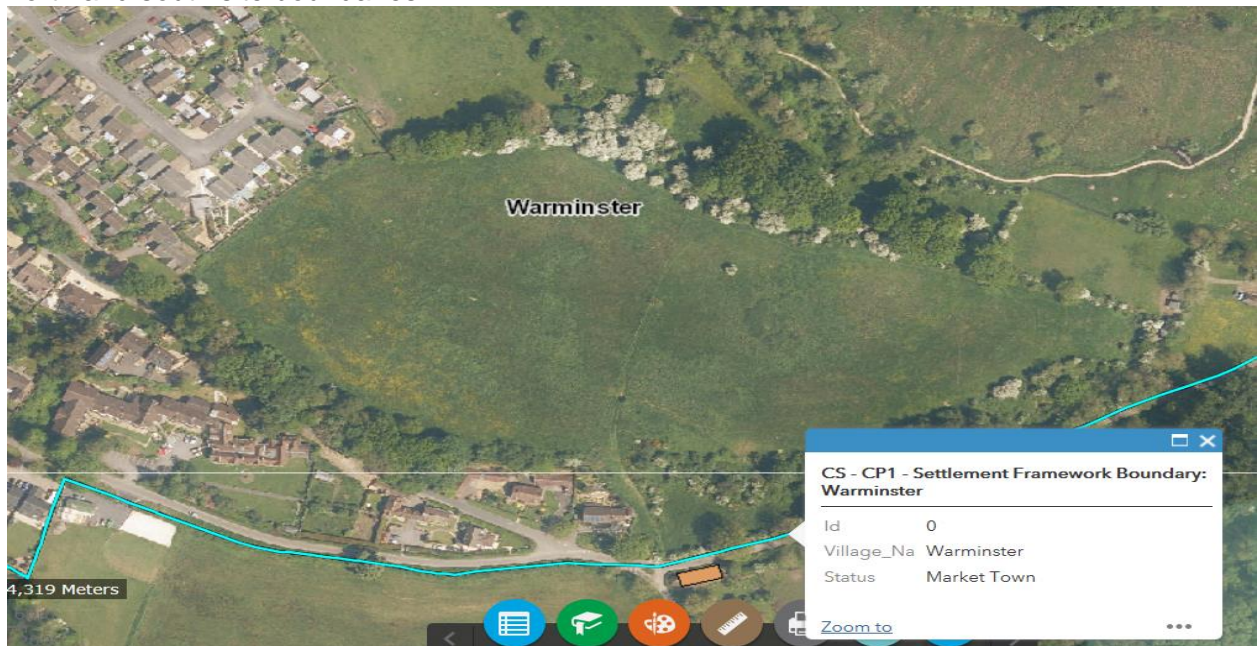 Warminster
CS - CP1 - Settlement Framework Boundary:
Warminster
Id 0
Village_Na Warminster
Status Market Town
4,319 Meters
Zoom to